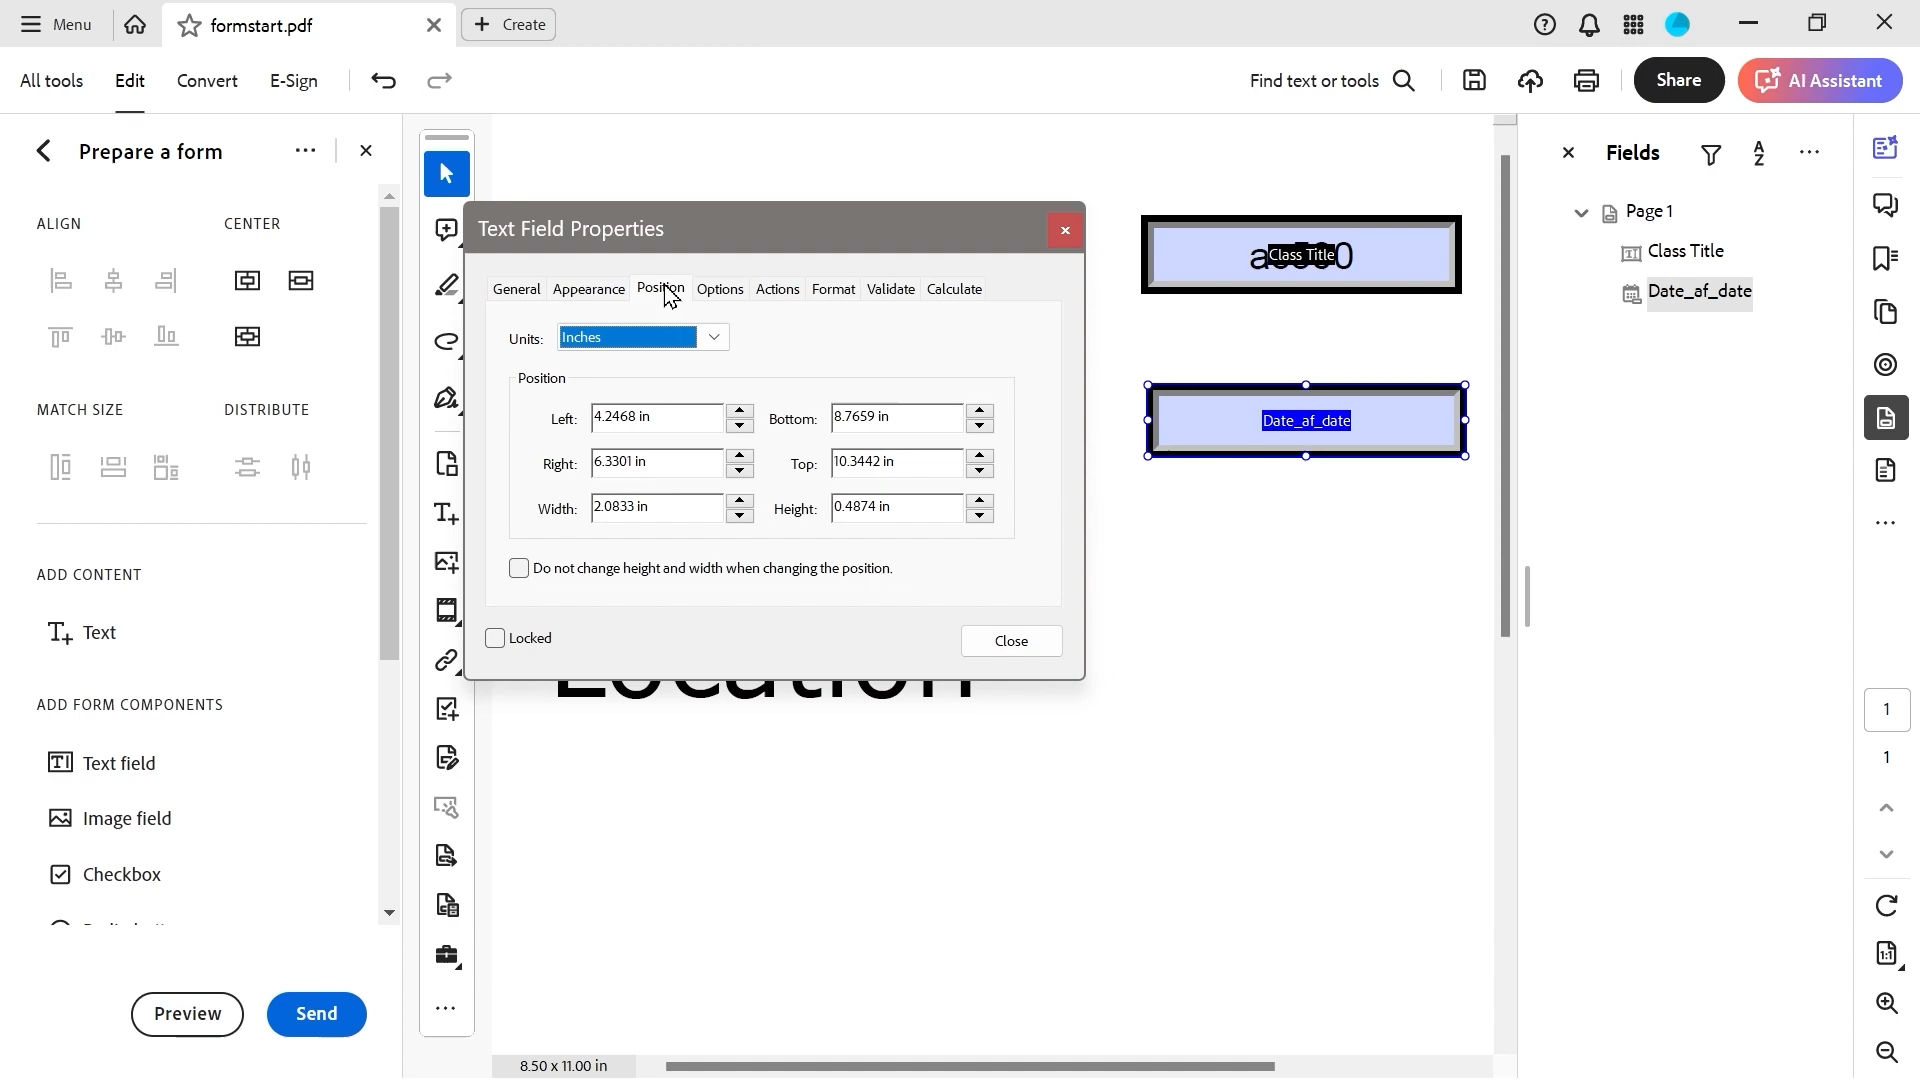 Menu
formstart.pdf
Create
All tools
Edit
Convert
E-Sign
Find text or tools
Share
AI Assistant
Prepare a form
ALIGN
CENTER
MATCH SIZE
DISTRIBUTE
ADD CONTENT
Text
ADD FORM COMPONENTS
Text field
Image field
Checkbox
Preview
Send
Text Field Properties
General
Appearance
Position
Options
Actions
Format
Validate
Calculate
Units:
Inches
Position
Left:
4.2468 in
Bottom:
8.7659 in
Right:
6.3301 in
Top:
10.3442 in
Width:
2.0833 in
Height:
0.4874 in
Do not change height and width when changing the position.
Locked
Close
Location
Class Title
Date_af_date
8.50 x 11.00 in
Fields
A
Z
Page 1
Class Title
Date_af_date
1
1
1:1